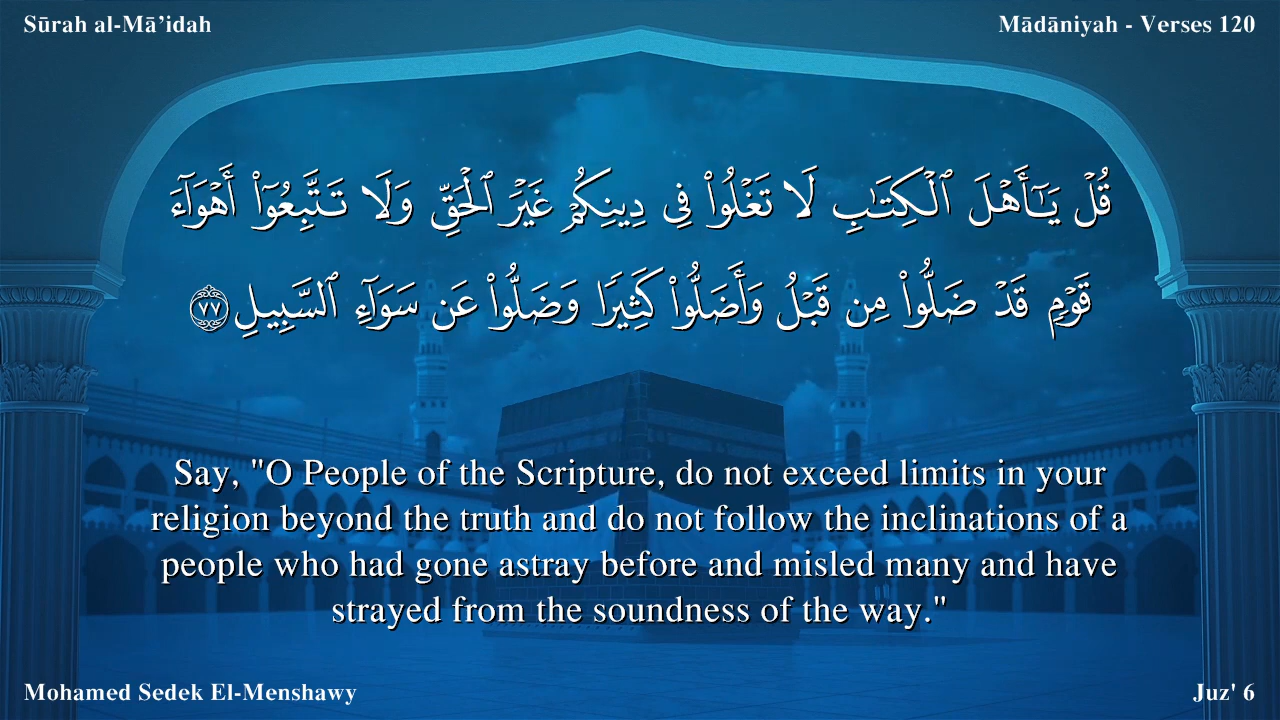 Sūrah al-Mā’idah
Mādāniyah - Verses 120
قُلْ يَـٰٓأَهْلَ ٱلْكِتَـٰبِ لَا تَغْلُوا۟ فِى دِينِكُمْ غَيْرَ ٱلْحَقِّ وَلَا تَتَّبِعُوٓا۟ أَهْوَآءَ
قَوْمٍ قَدْ ضَلُّوا۟ مِن قَبْلُ وَأَضَلُّوا۟ كَثِيرًا وَضَلُّوا۟ عَن سَوَآءِ ٱلسَّبِيلِ ٧٧
Say, "O People of the Scripture, do not exceed limits in your
religion beyond the truth and do not follow the inclinations of a
people who had gone astray before and misled many and have
strayed from the soundness of the way."
Mohamed Sedek El-Menshawy
Juz' 6